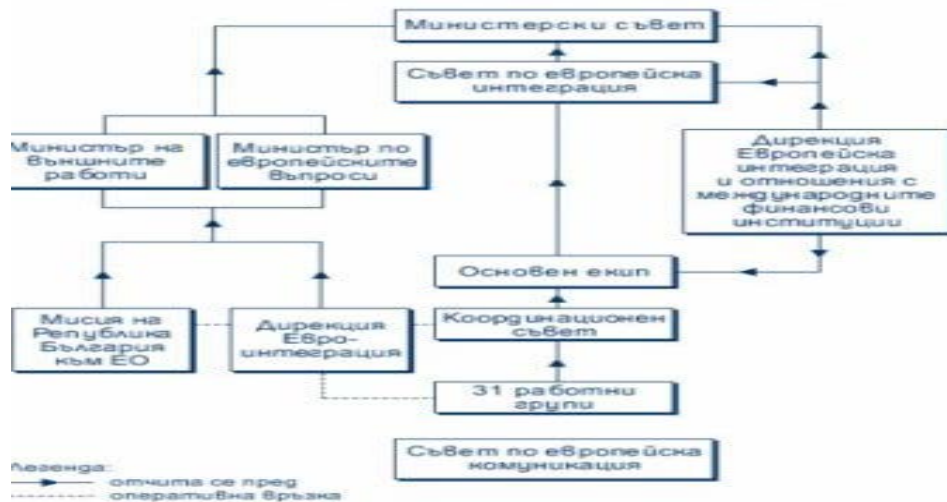 Министерски съвет
Съвет по европейска
интеграция
Министър на
външните
работи
Министър по
европейските
въпроси
Дирекция
Европейска
интеграция
и отношения с
международните
финансови
институции
Основен екип
Мисия на
Република
България
към ЕО
Дирекция
Евро-
интеграция
Координационен
съвет
31 работни
групи
Съвет по европейска
комуникация
Легенда:
отчита се пред
оперативна връзка